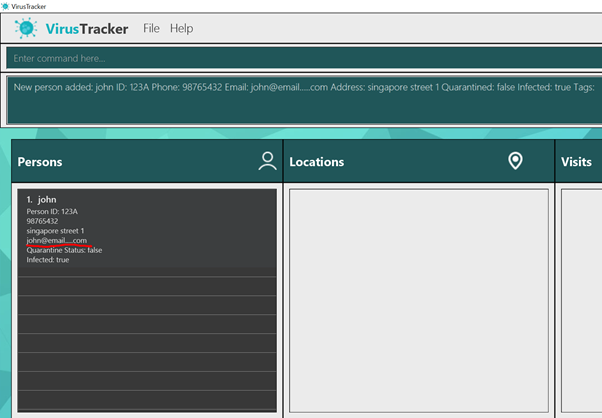 VirusTracker
VirusTracker File Help
Enter command here...
New person added: john ID: 123A Phone: 98765432 Email: john@email.....com Address: singapore street 1 Quarantined: false Infected: true Tags:
Persons
Locations
Visits
1. john
Person ID: 123A
98765432
singapore street 1
john@email.....com
Quarantine Status: false
Infected: true